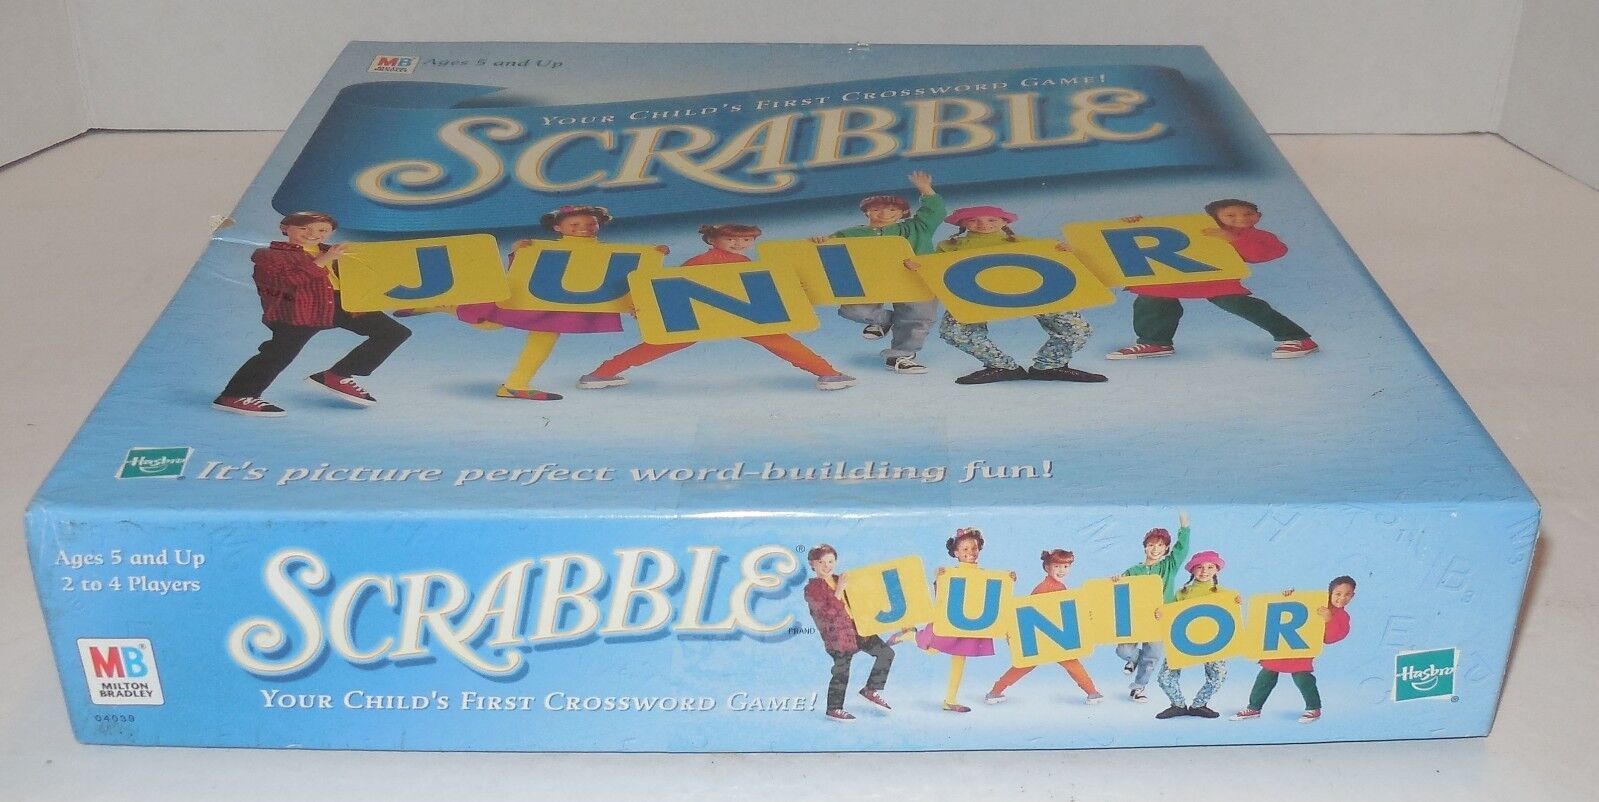 MB
Ages 5 and Up
YOUR CHILD'S FIRST CROSSWORD GAME!
SCRABBLE
JUNIOR
Hasbro
It's picture perfect word-building fun!
Ages 5 and Up
2 to 4 Players
SCRABBLE®
BRAND
JUNIOR
MB®
MILTON
BRADLEY
04039
YOUR CHILD'S FIRST CROSSWORD GAME!
Hasbro
®